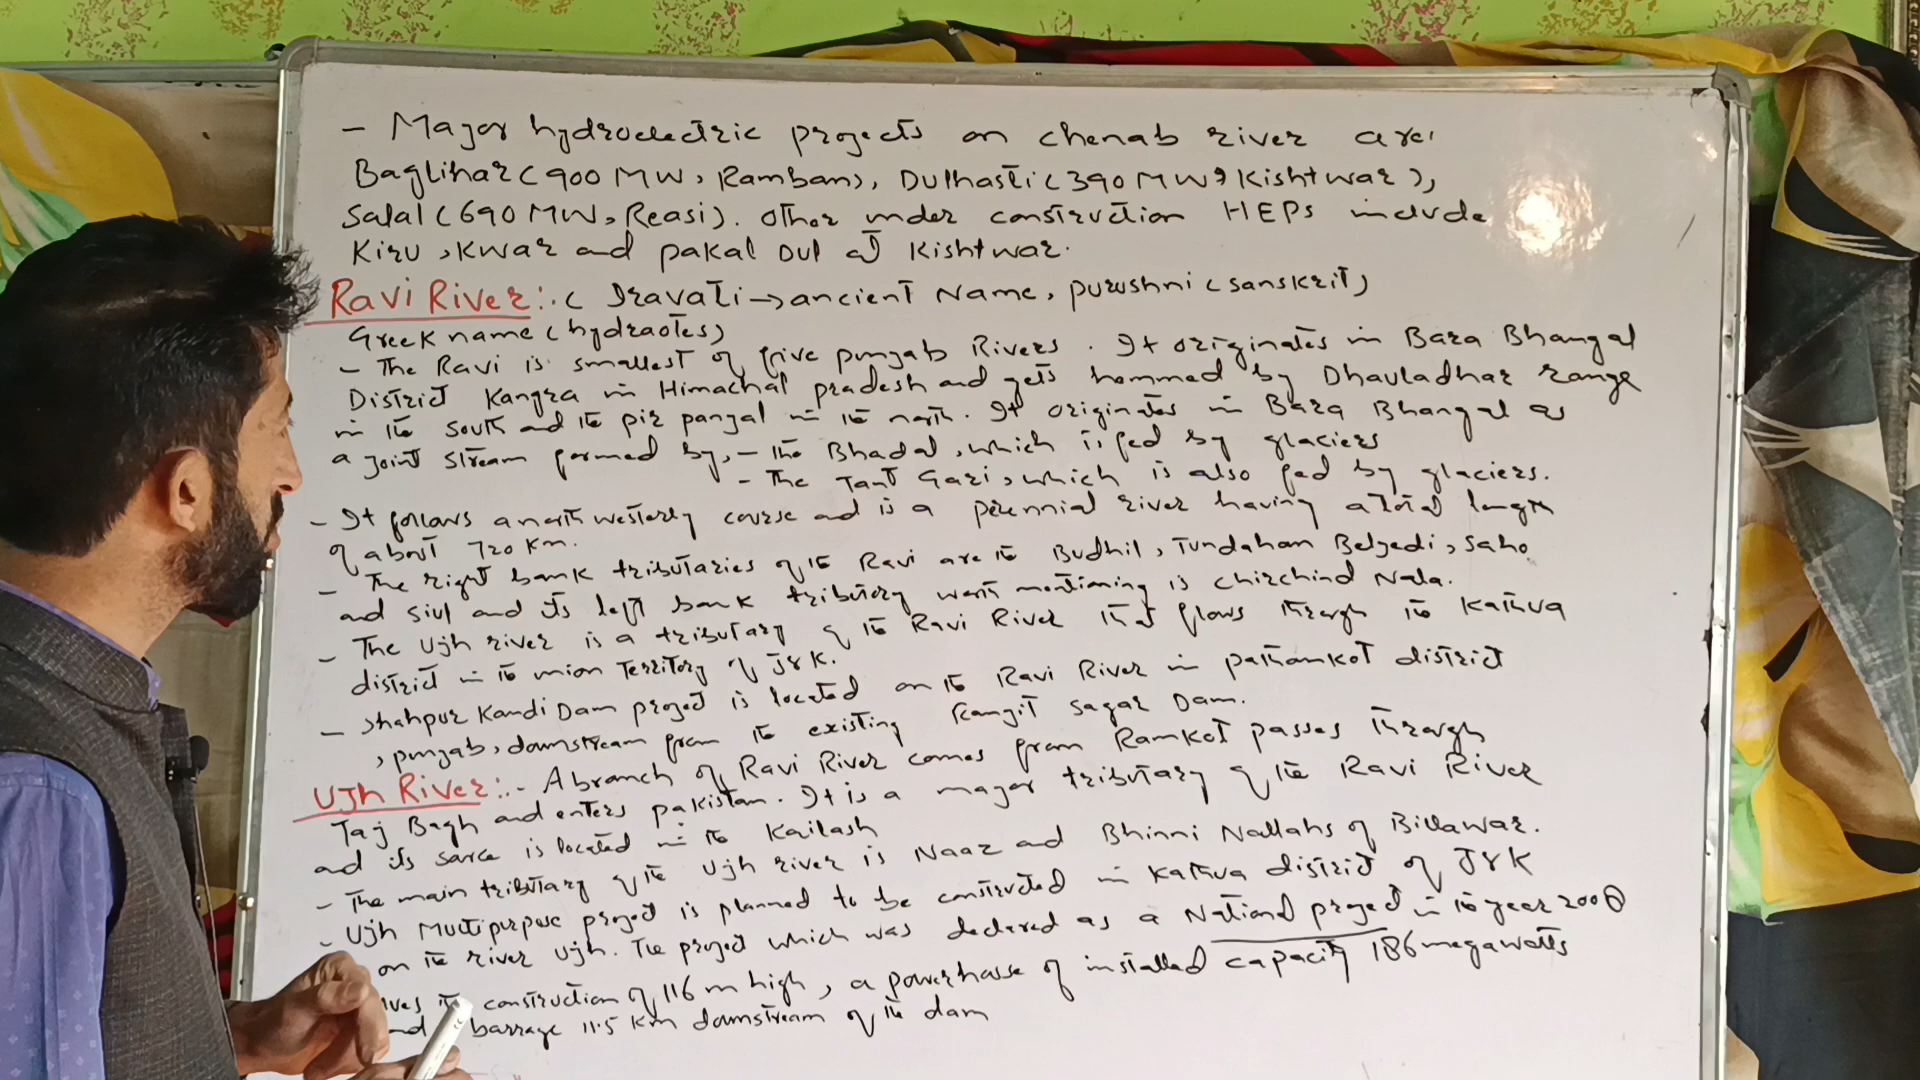 - Major hydroelectric projects on chenab river are:
Baglihar (900 MW, Ramban), Dulhasti (390 MW, Kishtwar),
Salal (690 MW, Reasi). Other under construction HEPs include
Kiru, Kwar and pakal Dul at Kishtwar.
Ravi River:. ( Iravati → ancient Name, purushni (sanskrit)
Greek name (hydraotes)
- The Ravi is smallest of five punjab Rivers. It originates in Bara Bhangal
District Kangra in Himachal pradesh and gets hemmed by Dhauladhar range
in the south and the pir panjal in the north. It originates in Bara Bhangal as
a joint stream formed by, - the Bhadal, which is fed by glaciers
- The Tant Gari, which is also fed by glaciers.
- It follows a north westerly course and is a perennial river having a total length
of about 720 Km.
- The right bank tributaries of the Ravi are the Budhil, Tundahan Beljedi, Saho
and Siul and its left bank tributary worth mentioning is chirchind Nala.
- The Ujh river is a tributary of the Ravi River that flows through the Kathua
district in the union Territory of J&K.
- shahpur Kandi Dam project is located on the Ravi River in pathankot district
, punjab, downstream from the existing Rangit sagar Dam.
Ujh River:- A branch of Ravi River comes from Ramkot passes through
Taj Bagh and enters pakistan. It is a major tributary of the Ravi River
and its source is located in the Kailash
- The main tributary of the Ujh river is Naaz and Bhinni Nallahs of Billawar.
- Ujh Multipurpose project is planned to be constructed in Kathua district of J&K
on the river Ujh. The project which was declared as a National project in the year 2008
the construction of 116 m high, a powerhouse of installed capacity 186 megawatts
barrage 11.5 Km downstream of the dam